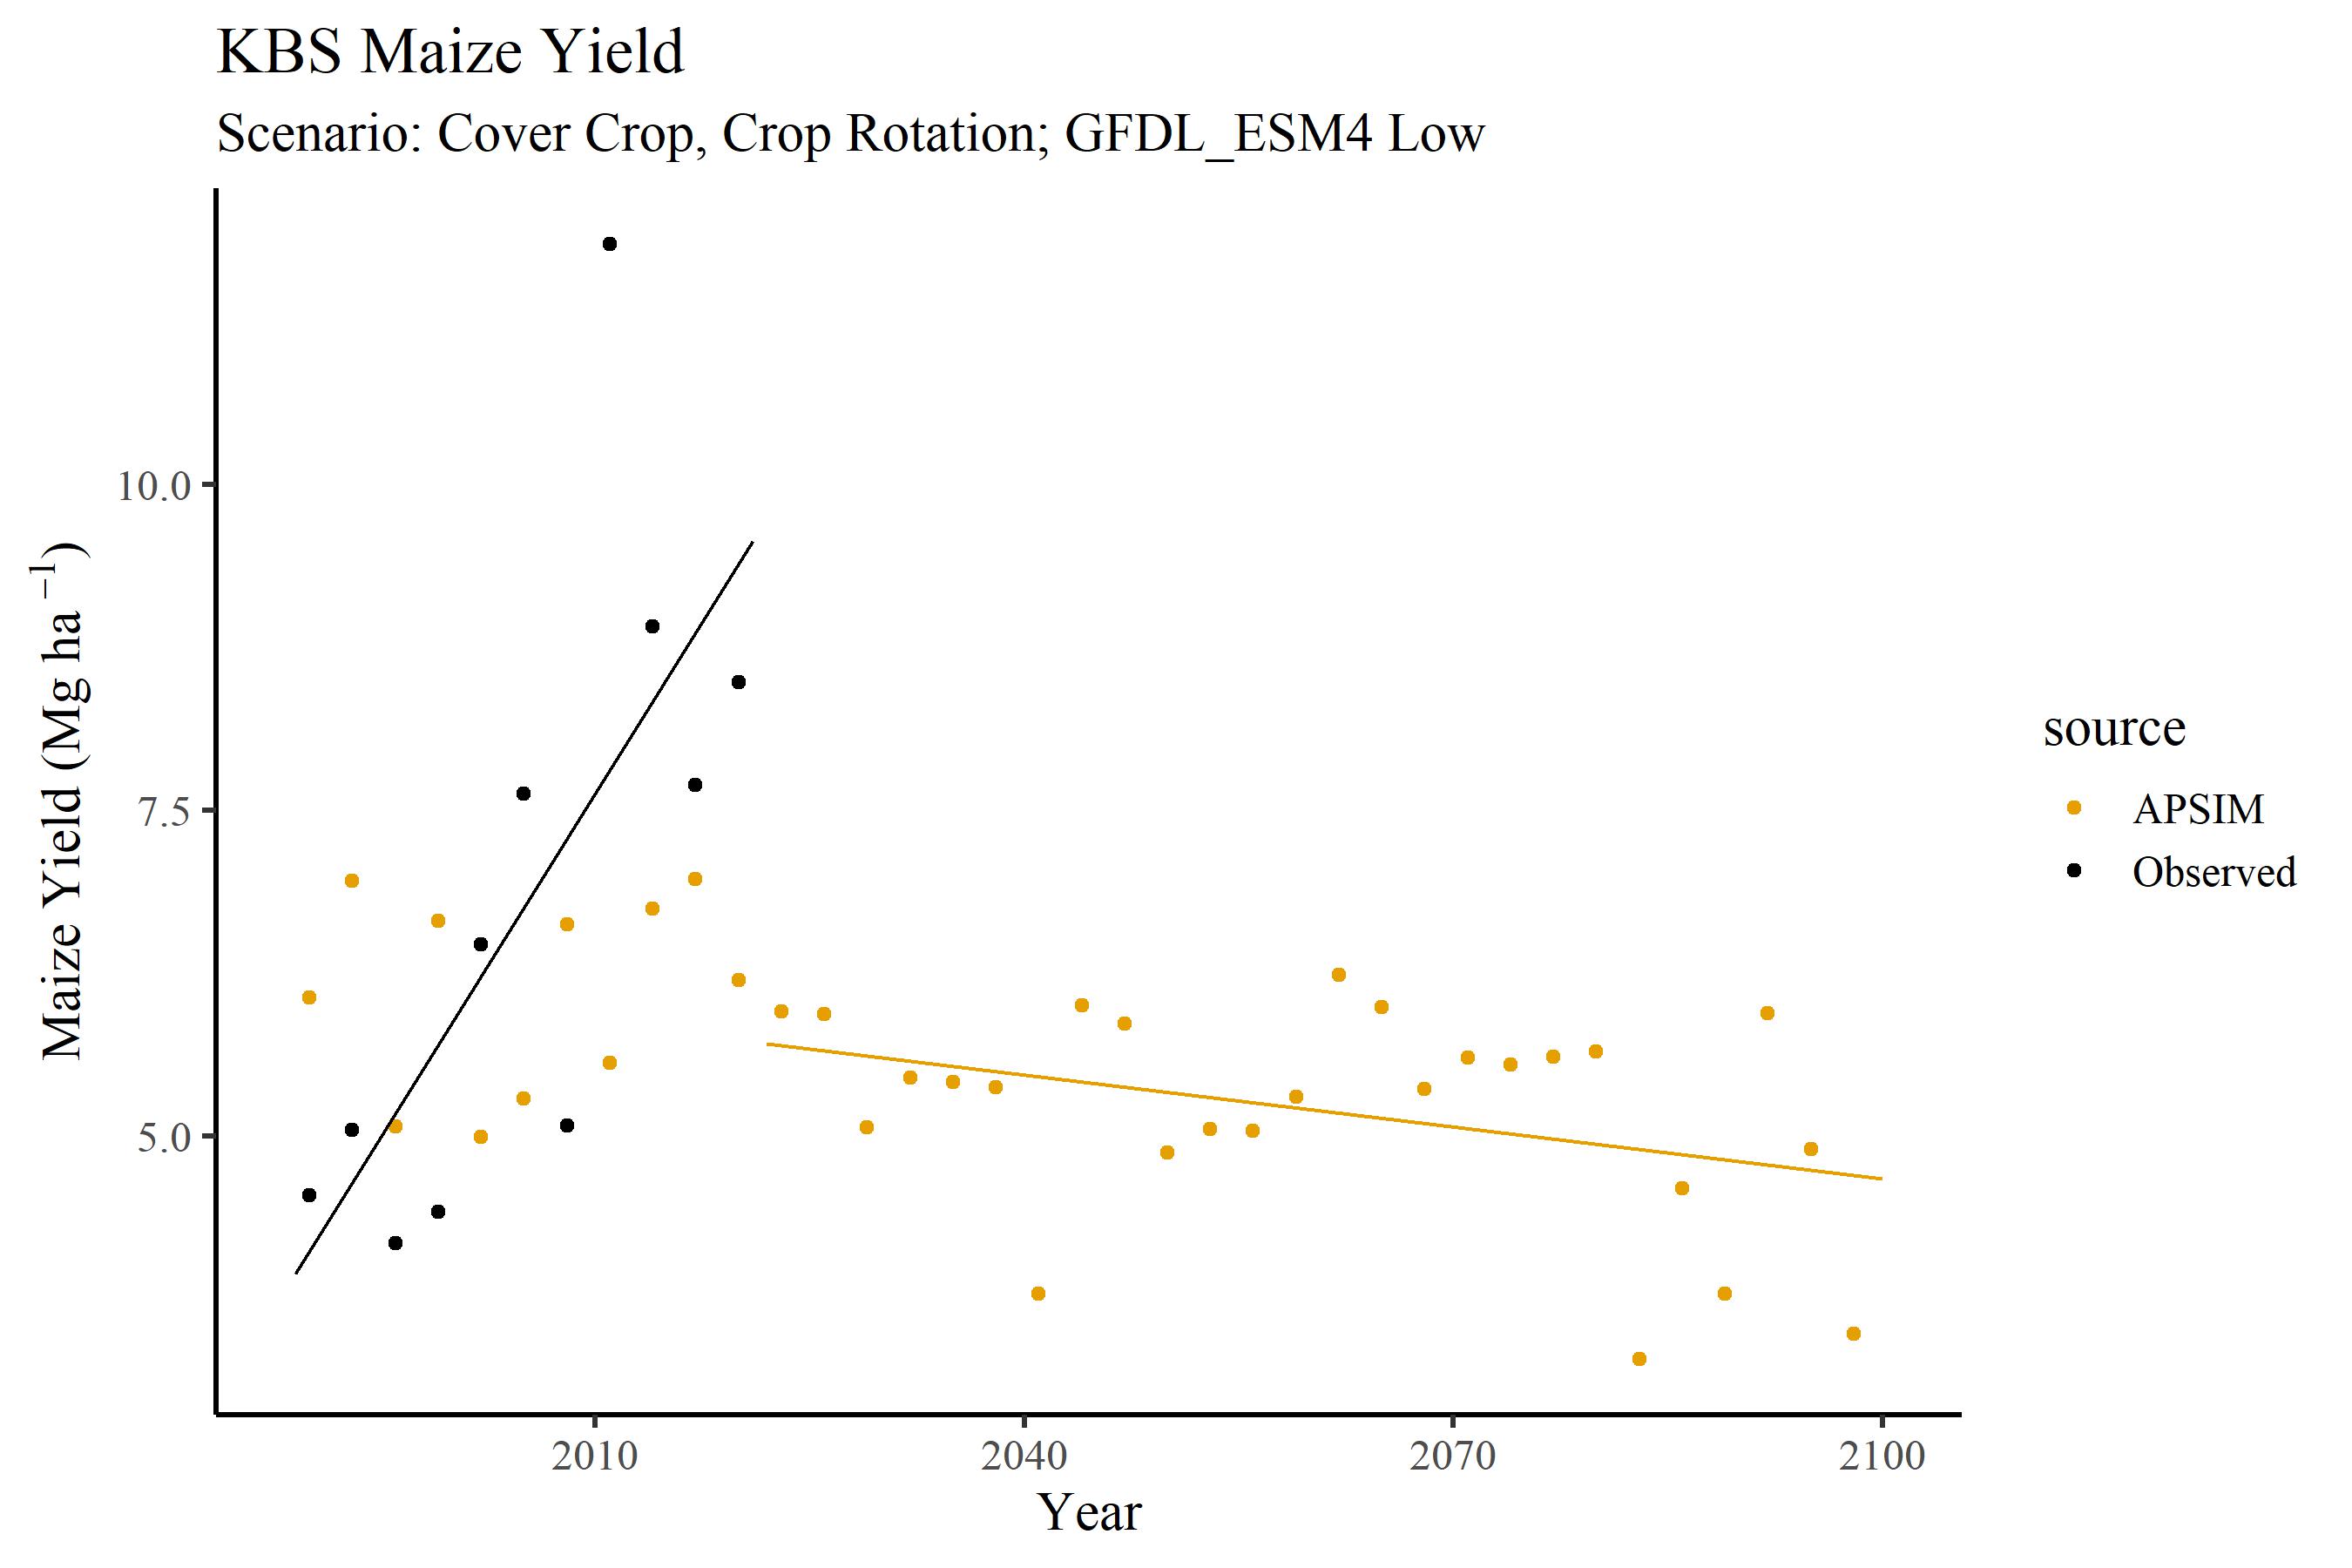 KBS Maize Yield
Scenario: Cover Crop, Crop Rotation; GFDL_ESM4 Low
Maize Yield (Mg ha −1)
10.0
7.5
5.0
2010
2040
2070
2100
Year
source
APSIM
Observed